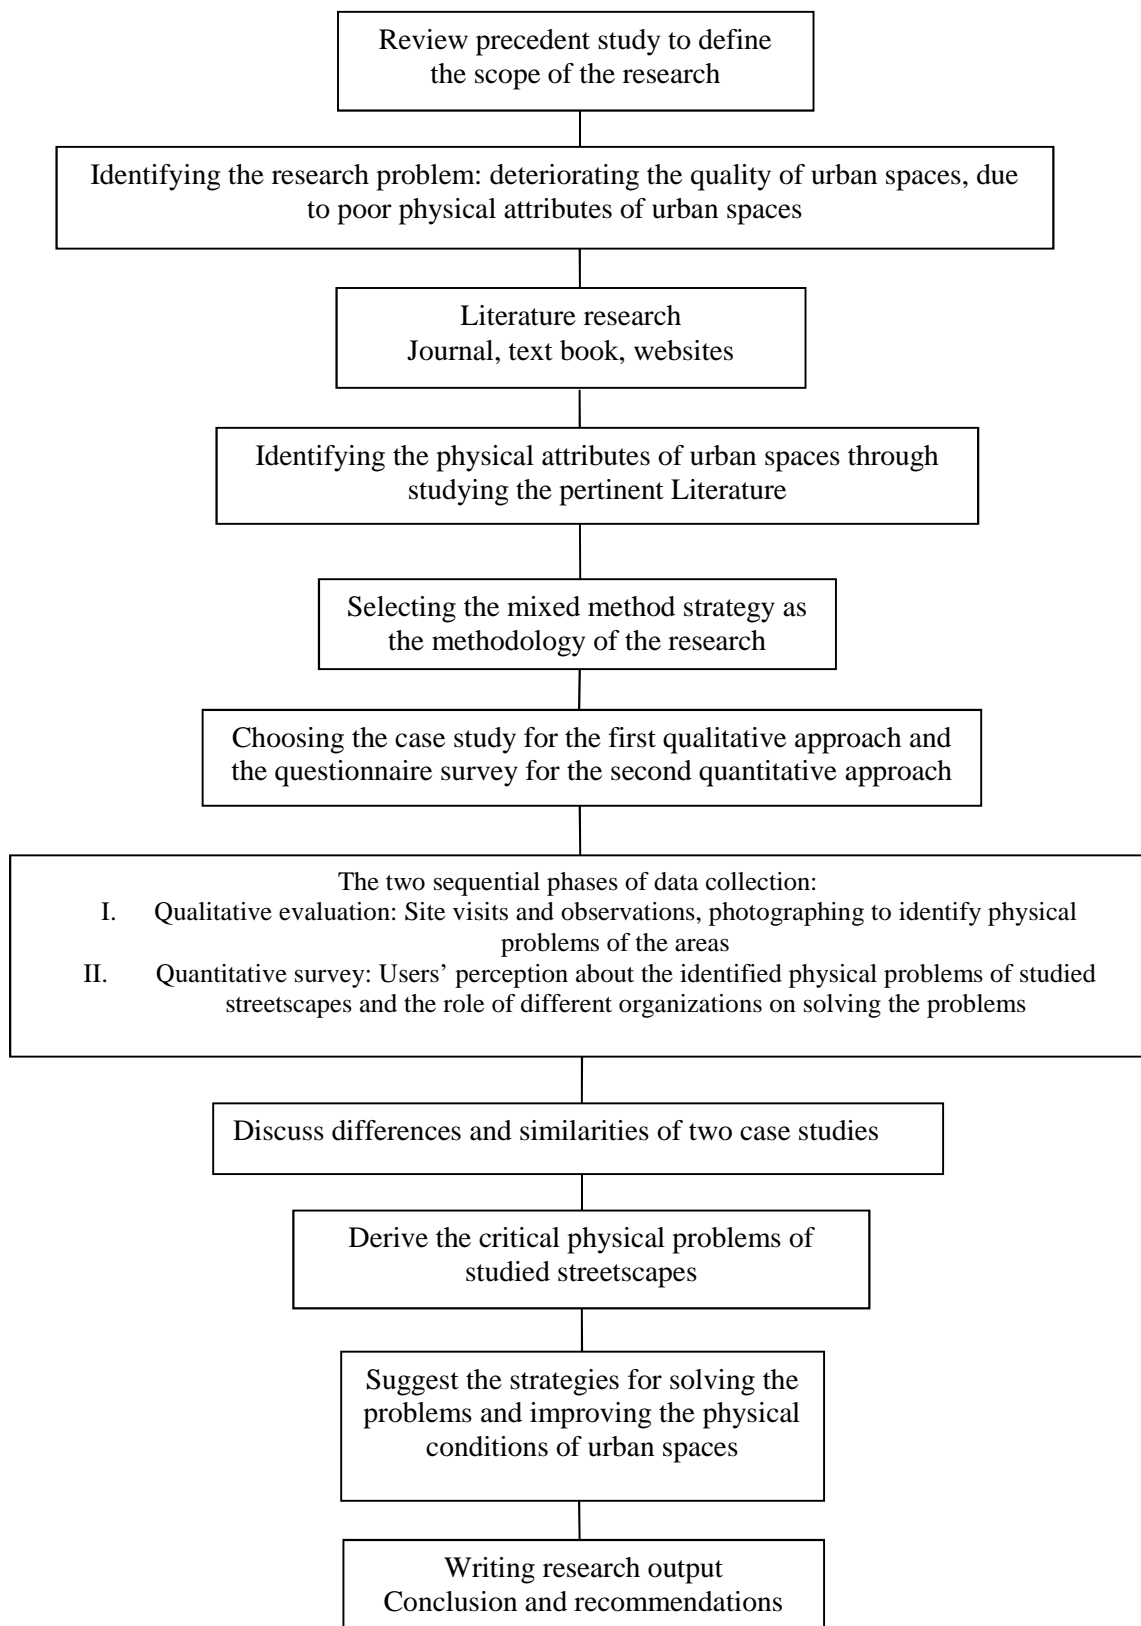 Review precedent study to define
the scope of the research
Identifying the research problem: deteriorating the quality of urban spaces, due
to poor physical attributes of urban spaces
Literature research
Journal, text book, websites
Identifying the physical attributes of urban spaces through
studying the pertinent Literature
Selecting the mixed method strategy as
the methodology of the research
Choosing the case study for the first qualitative approach and
the questionnaire survey for the second quantitative approach
The two sequential phases of data collection:
I. Qualitative evaluation: Site visits and observations, photographing to identify physical
problems of the areas
II. Quantitative survey: Users’ perception about the identified physical problems of studied
streetscapes and the role of different organizations on solving the problems
Discuss differences and similarities of two case studies
Derive the critical physical problems of
studied streetscapes
Suggest the strategies for solving the
problems and improving the physical
conditions of urban spaces
Writing research output
Conclusion and recommendations